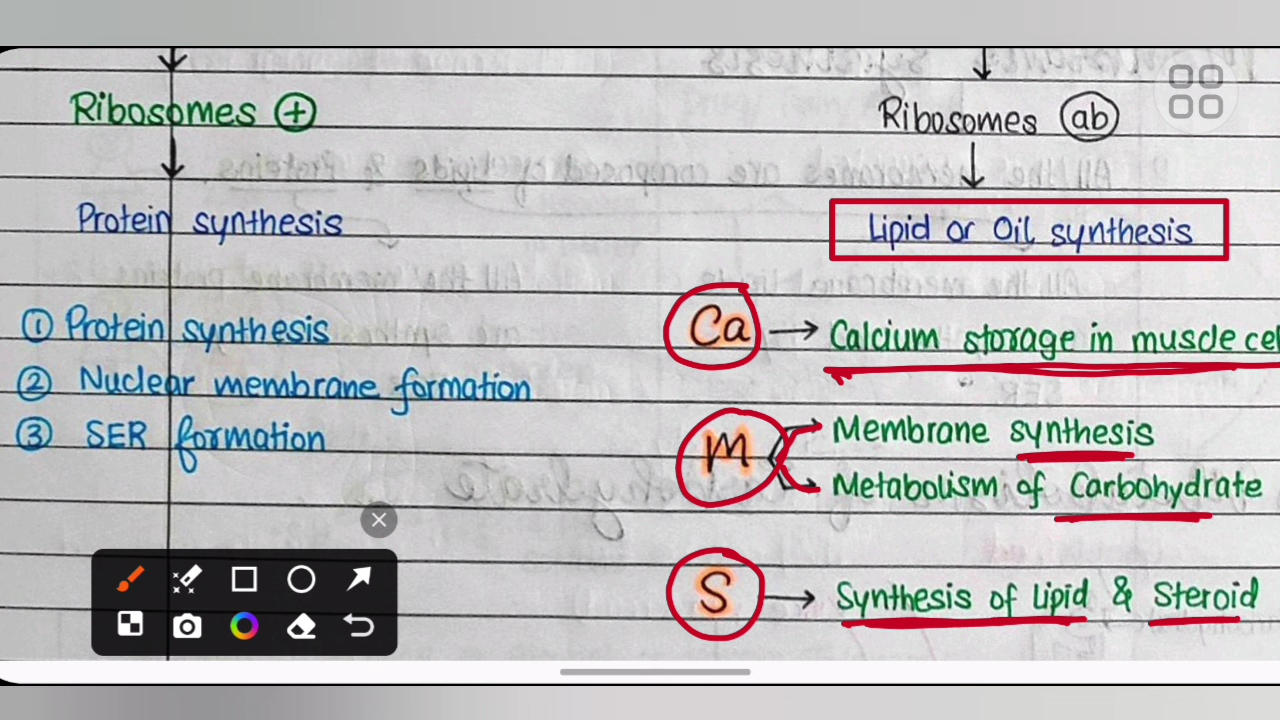 Ribosomes +
Ribosomes ab
Protein synthesis
Lipid or Oil synthesis
① Protein synthesis
② Nuclear membrane formation
③ SER formation
Ca → Calcium storage in muscle cel
M Membrane synthesis
Metabolism of Carbohydrate
S → Synthesis of Lipid & Steroid